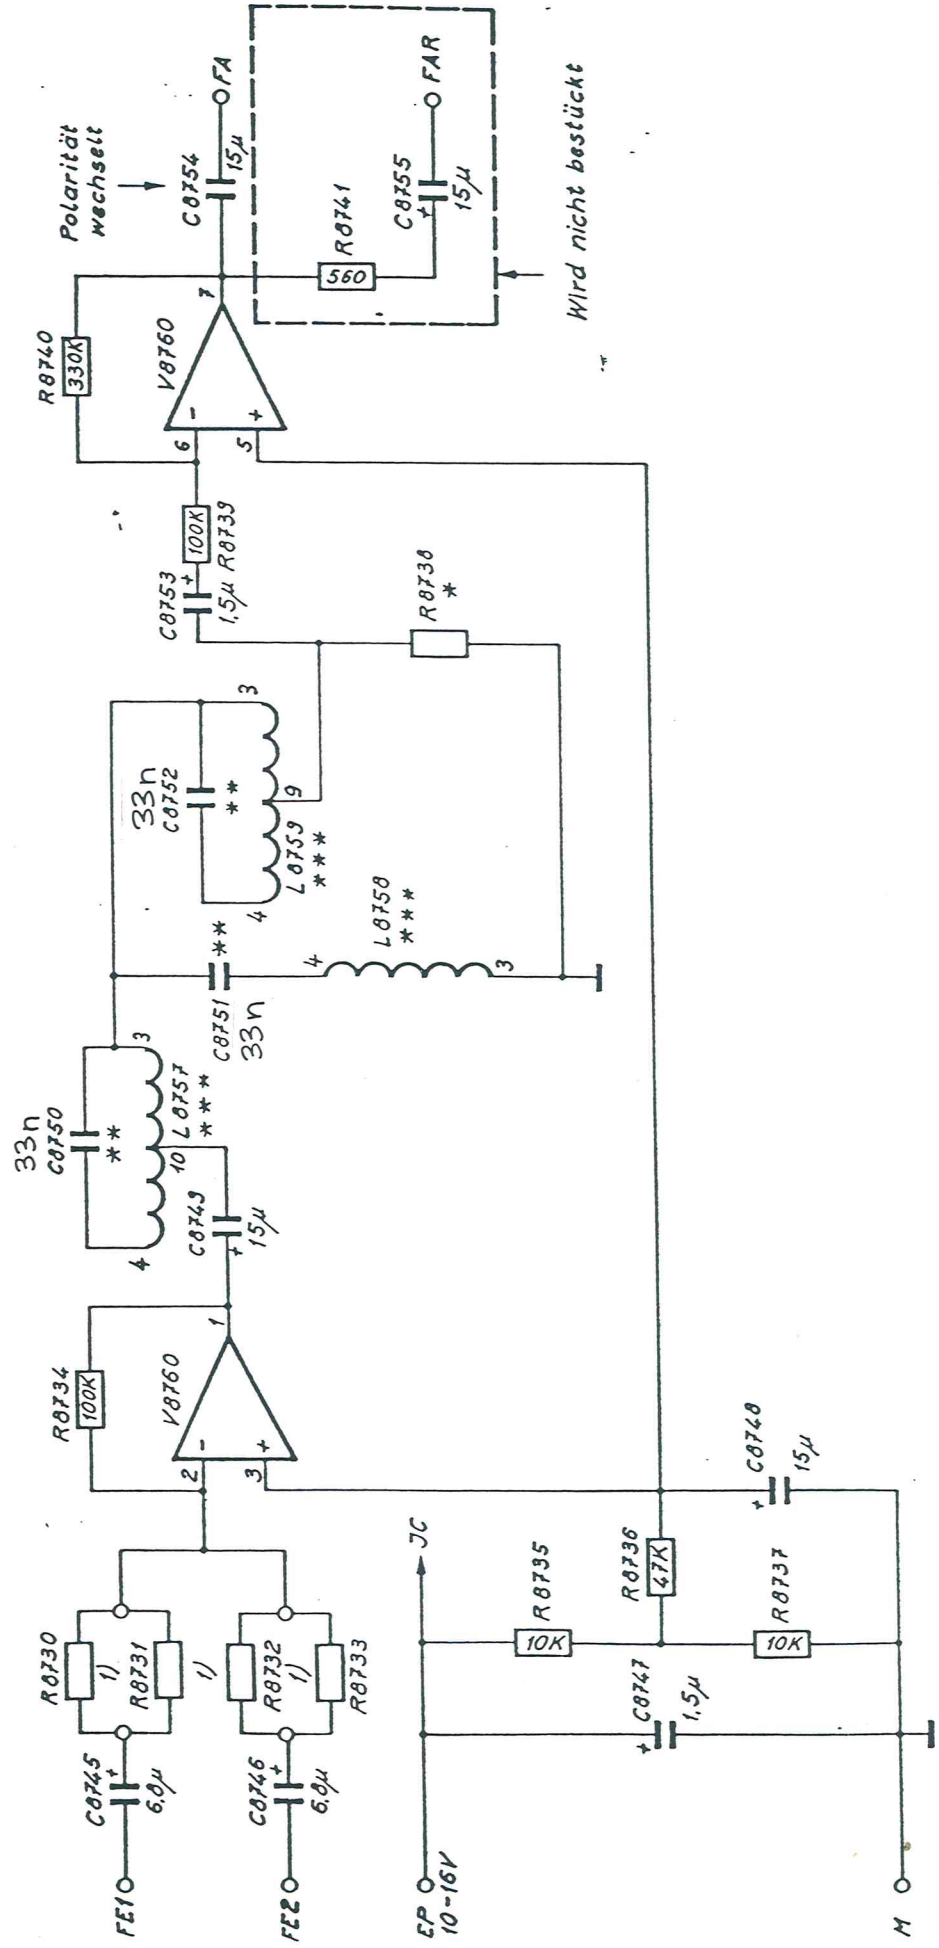 FE1
C8745
+
6,8µ
R8730
1)
R8731
1)
FE2
C8746
+
6,8µ
R8732
1)
R8733
EP
10-16V
JC
M
C8747
+
1,5µ
R8735
10K
R8736
47K
R8737
10K
C8748
+
15µ
R8734
100K
V8760
2
-
3
+
1
C8749
+
15µ
33n
C8750
**
4
3
10
L8757
***
C8751
**
33n
4
L8758
***
3
33n
C8752
**
3
9
4
L8759
***
C8753
+
1,5µ
100K
R8739
R8738
*
R8740
330K
V8760
6
-
5
+
7
Polarität
wechselt
C8754
15µ
FA
R8741
560
C8755
+
15µ
FAR
Wird nicht bestückt